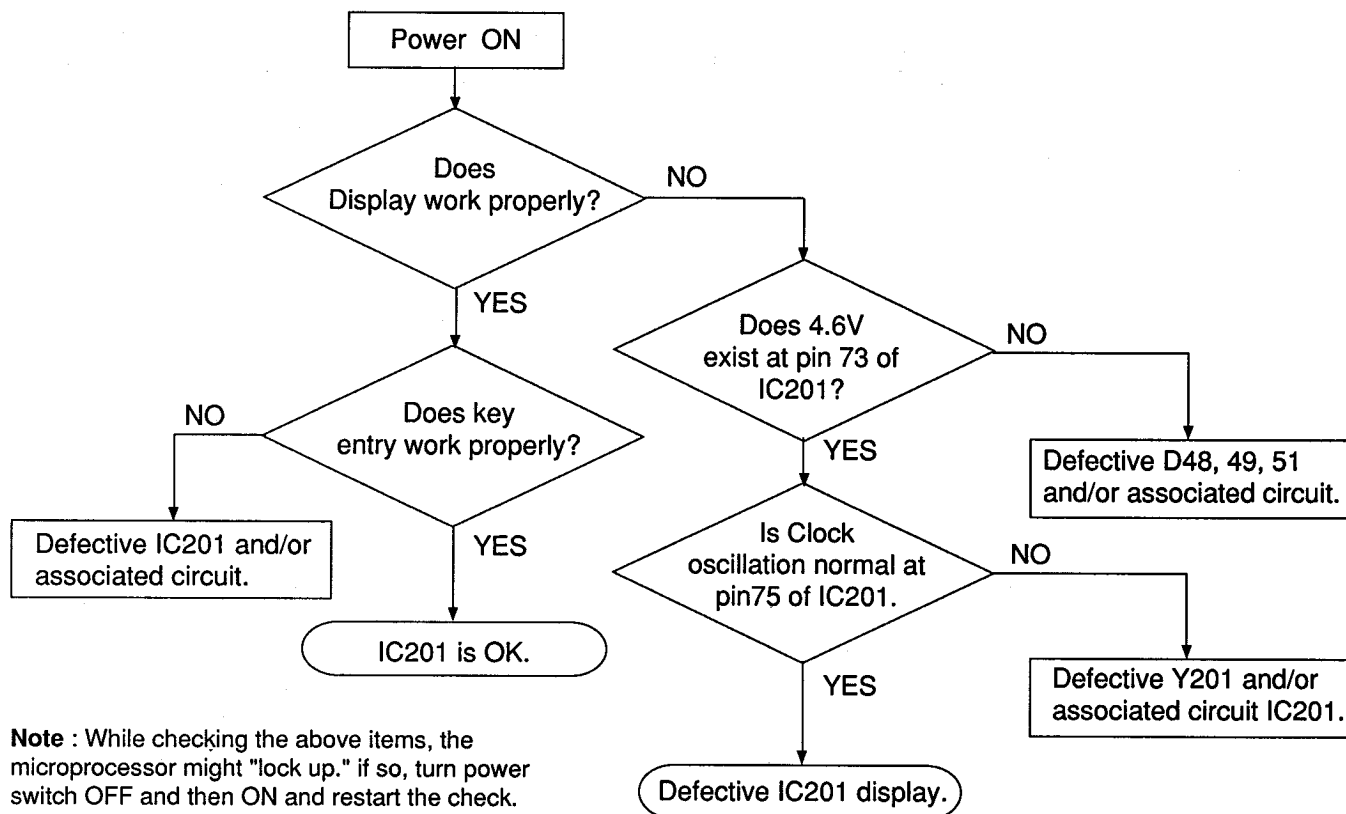 Power ON
Does
Display work properly?
NO
YES
Does 4.6V
exist at pin 73 of
IC201?
NO
YES
NO
Does key
entry work properly?
Defective D48, 49, 51
and/or associated circuit.
Defective IC201 and/or
associated circuit.
YES
Is Clock
oscillation normal at
pin75 of IC201.
NO
IC201 is OK.
YES
Defective Y201 and/or
associated circuit IC201.
Note : While checking the above items, the
microprocessor might "lock up." if so, turn power
switch OFF and then ON and restart the check.
Defective IC201 display.